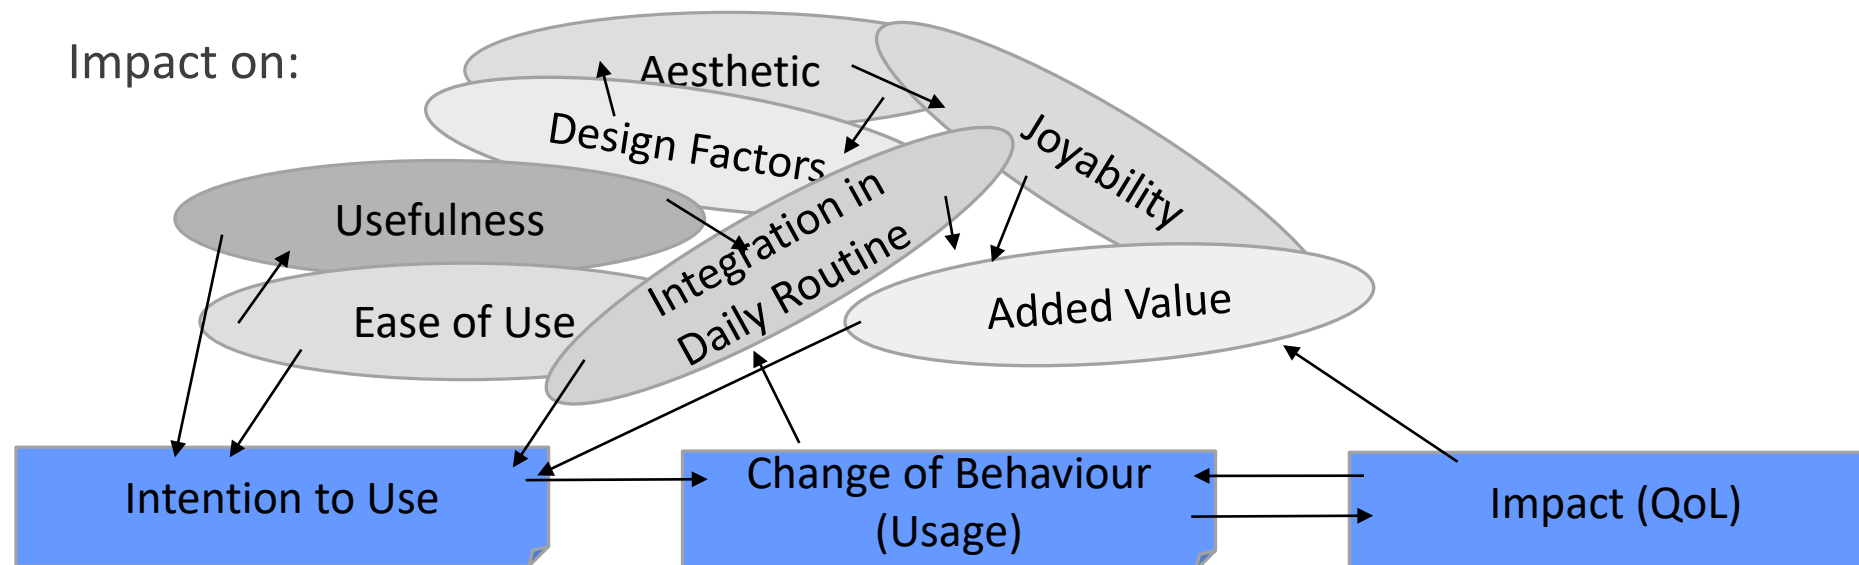 Impact on:
Aesthetic
Design Factors
Joyability
Usefulness
Integration in
Daily Routine
Ease of Use
Added Value
Intention to Use
Change of Behaviour
(Usage)
Impact (QoL)